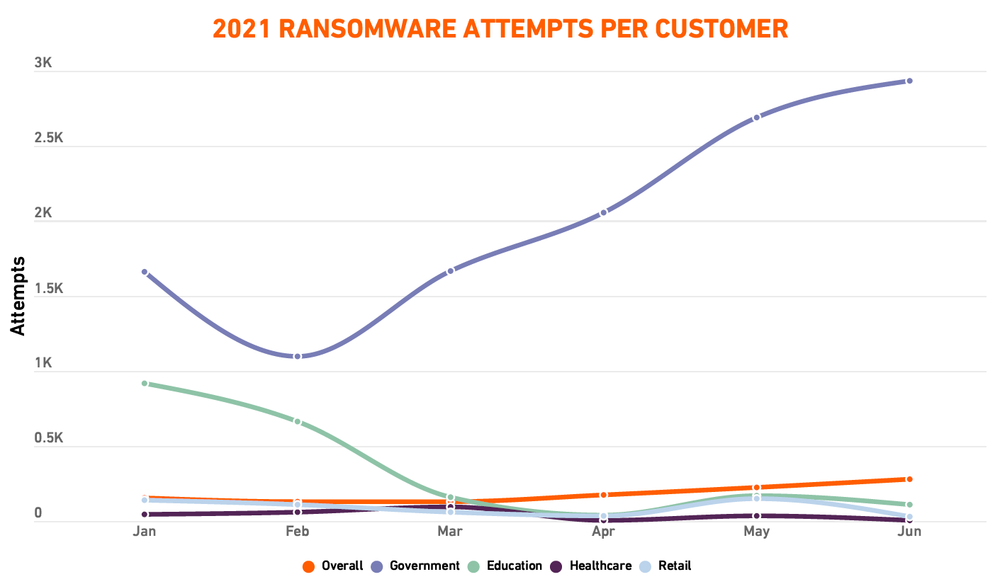 2021 RANSOMWARE ATTEMPTS PER CUSTOMER
3K
2.5K
2K
1.5K
1K
0.5K
0
Attempts
Jan Feb Mar Apr May Jun
Overall Government Education Healthcare Retail